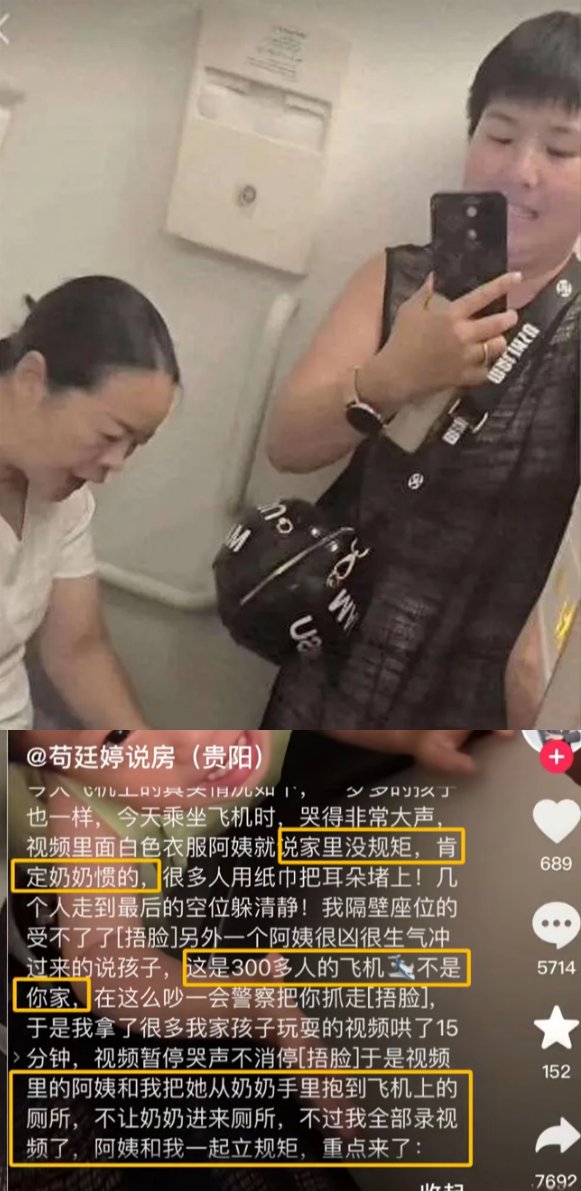 @苟廷婷说房（贵阳）
也一样，今天乘坐飞机时，哭得非常大声，
视频里面白色衣服阿姨就说家里没规矩，肯
定奶奶惯的，很多人用纸巾把耳朵堵上！几
个人走到最后的空位躲清静！我隔壁座位的
受不了了[捂脸]另外一个阿姨很凶很生气冲
过来的说孩子，这是300多人的飞机🛬不是
你家，在这么吵一会警察把你抓走[捂脸]，
于是我拿了很多我家孩子玩耍的视频哄了15
分钟，视频暂停哭声不消停[捂脸]于是视频
里的阿姨和我把她从奶奶手里抱到飞机上的
厕所，不让奶奶进来厕所，不过我全部录视
频了，阿姨和我一起立规矩，重点来了：
689
5714
152
7692